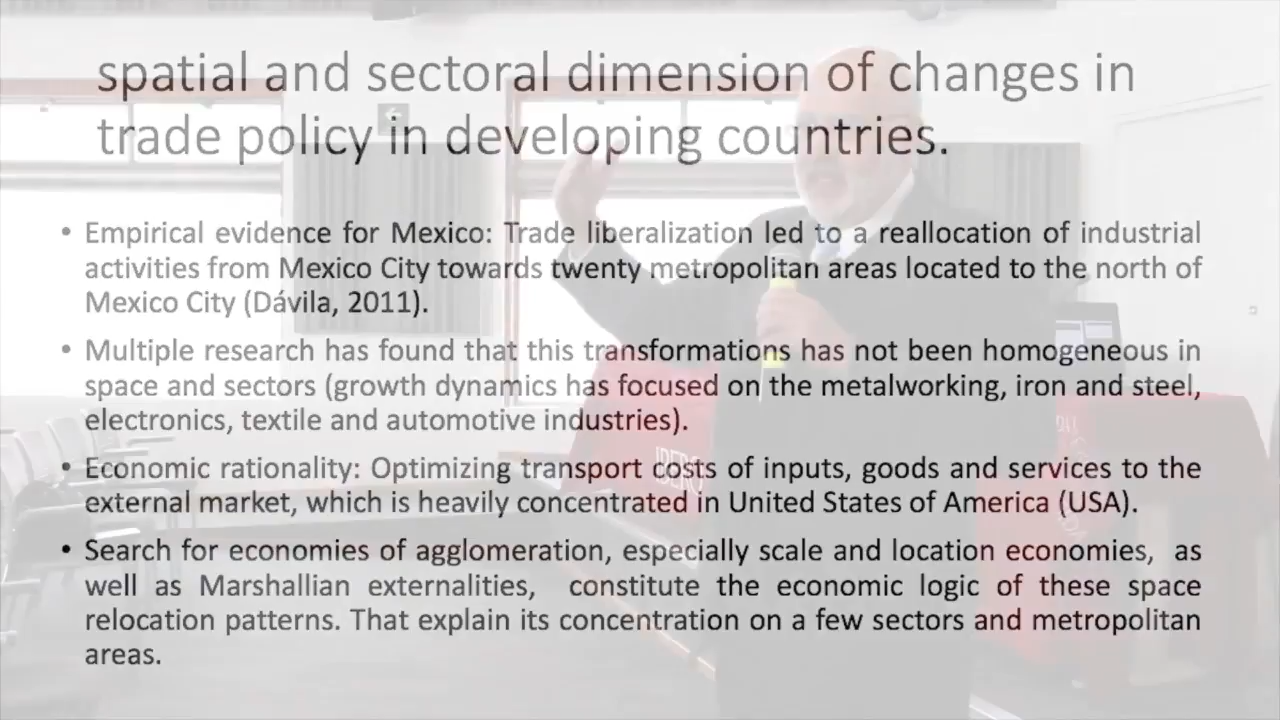 spatial and sectoral dimension of changes in
trade policy in developing countries.
• Empirical evidence for Mexico: Trade liberalization led to a reallocation of industrial
activities from Mexico City towards twenty metropolitan areas located to the north of
Mexico City (Dávila, 2011).
• Multiple research has found that this transformations has not been homogeneous in
space and sectors (growth dynamics has focused on the metalworking, iron and steel,
electronics, textile and automotive industries).
• Economic rationality: Optimizing transport costs of inputs, goods and services to the
external market, which is heavily concentrated in United States of America (USA).
• Search for economies of agglomeration, especially scale and location economies, as
well as Marshallian externalities, constitute the economic logic of these space
relocation patterns. That explain its concentration on a few sectors and metropolitan
areas.
IBERO